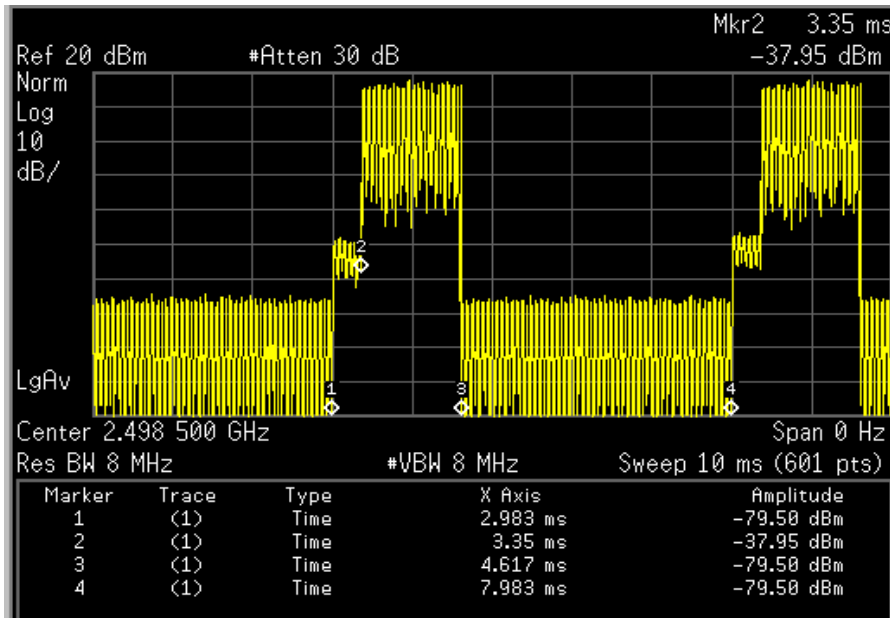 Mkr2 3.35 ms
Ref 20 dBm #Atten 30 dB -37.95 dBm
Norm
Log
10
dB/
2
LgAv
1 3 4
Center 2.498 500 GHz Span 0 Hz
Res BW 8 MHz #VBW 8 MHz Sweep 10 ms (601 pts)
Marker Trace Type X Axis Amplitude
1 (1) Time 2.983 ms -79.50 dBm
2 (1) Time 3.35 ms -37.95 dBm
3 (1) Time 4.617 ms -79.50 dBm
4 (1) Time 7.983 ms -79.50 dBm